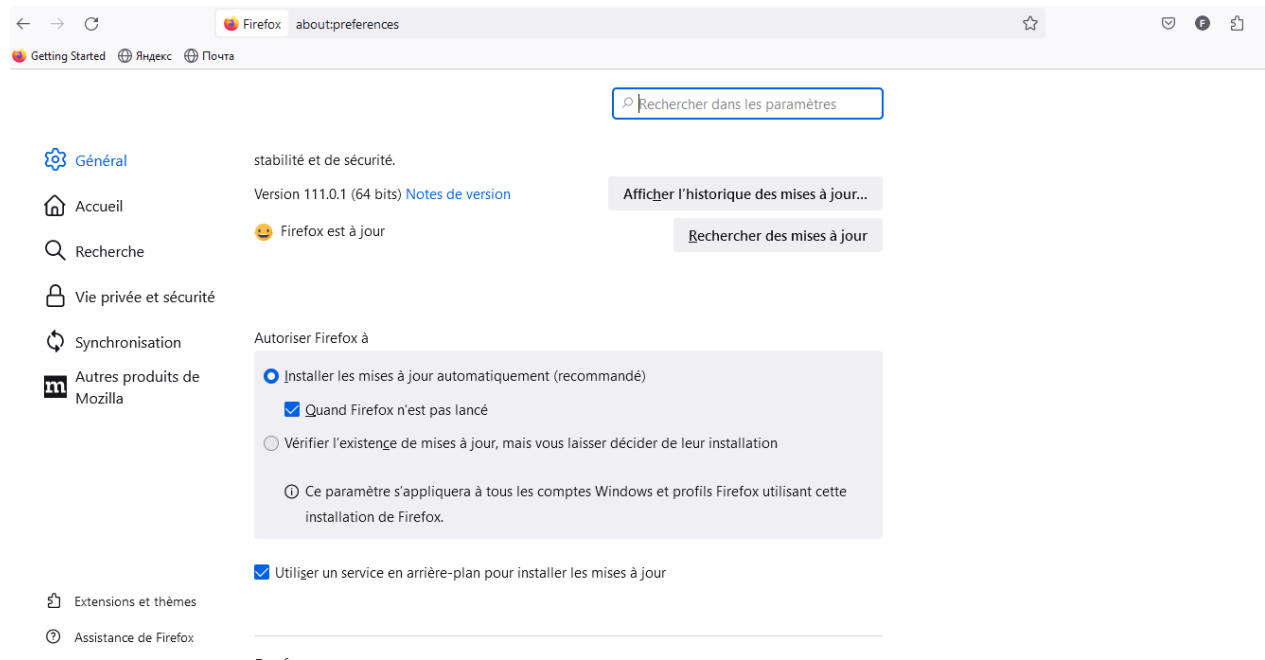 Firefox about:preferences
Getting Started Яндекс Почта
Rechercher dans les paramètres
Général
Accueil
Recherche
Vie privée et sécurité
Synchronisation
Autres produits de
Mozilla
Extensions et thèmes
Assistance de Firefox
stabilité et de sécurité.
Version 111.0.1 (64 bits) Notes de version
Afficher l’historique des mises à jour…
Firefox est à jour
Rechercher des mises à jour
Autoriser Firefox à
Installer les mises à jour automatiquement (recommandé)
Quand Firefox n’est pas lancé
Vérifier l’existence de mises à jour, mais vous laisser décider de leur installation
Ce paramètre s’appliquera à tous les comptes Windows et profils Firefox utilisant cette
installation de Firefox.
Utiliser un service en arrière-plan pour installer les mises à jour